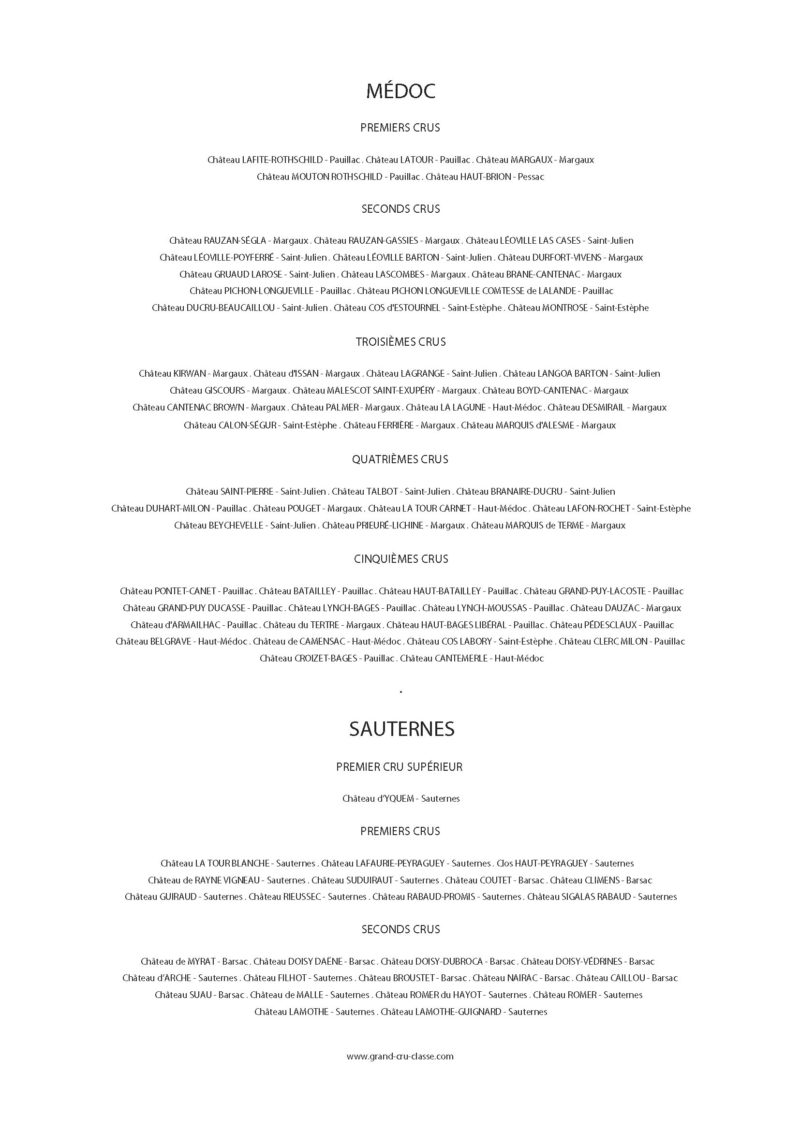 MÉDOC
PREMIERS CRUS
Château LAFITE-ROTHSCHILD - Pauillac . Château LATOUR - Pauillac . Château MARGAUX - Margaux
Château MOUTON ROTHSCHILD - Pauillac . Château HAUT-BRION - Pessac
SECONDS CRUS
Château RAUZAN-SÉGLA - Margaux . Château RAUZAN-GASSIES - Margaux . Château LÉOVILLE LAS CASES - Saint-Julien
Château LÉOVILLE-POYFERRÉ - Saint-Julien . Château LÉOVILLE BARTON - Saint-Julien . Château DURFORT-VIVENS - Margaux
Château GRUAUD LAROSE - Saint-Julien . Château LASCOMBES - Margaux . Château BRANE-CANTENAC - Margaux
Château PICHON-LONGUEVILLE - Pauillac . Château PICHON LONGUEVILLE COMTESSE de LALANDE - Pauillac
Château DUCRU-BEAUCAILLOU - Saint-Julien . Château COS d'ESTOURNEL - Saint-Estèphe . Château MONTROSE - Saint-Estèphe
TROISIÈMES CRUS
Château KIRWAN - Margaux . Château d'ISSAN - Margaux . Château LAGRANGE - Saint-Julien . Château LANGOA BARTON - Saint-Julien
Château GISCOURS - Margaux . Château MALESCOT SAINT-EXUPÉRY - Margaux . Château BOYD-CANTENAC - Margaux
Château CANTENAC BROWN - Margaux . Château PALMER - Margaux . Château LA LAGUNE - Haut-Médoc . Château DESMIRAIL - Margaux
Château CALON-SÉGUR - Saint-Estèphe . Château FERRIÈRE - Margaux . Château MARQUIS d'ALESME - Margaux
QUATRIÈMES CRUS
Château SAINT-PIERRE - Saint-Julien . Château TALBOT - Saint-Julien . Château BRANAIRE-DUCRU - Saint-Julien
Château DUHART-MILON - Pauillac . Château POUGET - Margaux . Château LA TOUR CARNET - Haut-Médoc . Château LAFON-ROCHET - Saint-Estèphe
Château BEYCHEVELLE - Saint-Julien . Château PRIEURÉ-LICHINE - Margaux . Château MARQUIS de TERME - Margaux
CINQUIÈMES CRUS
Château PONTET-CANET - Pauillac . Château BATAILLEY - Pauillac . Château HAUT-BATAILLEY - Pauillac . Château GRAND-PUY-LACOSTE - Pauillac
Château GRAND-PUY DUCASSE - Pauillac . Château LYNCH-BAGES - Pauillac . Château LYNCH-MOUSSAS - Pauillac . Château DAUZAC - Margaux
Château d'ARMAILHAC - Pauillac . Château du TERTRE - Margaux . Château HAUT-BAGES LIBÉRAL - Pauillac . Château PÉDESCLAUX - Pauillac
Château BELGRAVE - Haut-Médoc . Château de CAMENSAC - Haut-Médoc . Château COS LABORY - Saint-Estèphe . Château CLERC MILON - Pauillac
Château CROIZET-BAGES - Pauillac . Château CANTEMERLE - Haut-Médoc
.
SAUTERNES
PREMIER CRU SUPÉRIEUR
Château d'YQUEM - Sauternes
PREMIERS CRUS
Château LA TOUR BLANCHE - Sauternes . Château LAFAURIE-PEYRAGUEY - Sauternes . Clos HAUT-PEYRAGUEY - Sauternes
Château de RAYNE VIGNEAU - Sauternes . Château SUDUIRAUT - Sauternes . Château COUTET - Barsac . Château CLIMENS - Barsac
Château GUIRAUD - Sauternes . Château RIEUSSEC - Sauternes . Château RABAUD-PROMIS - Sauternes . Château SIGALAS RABAUD - Sauternes
SECONDS CRUS
Château de MYRAT - Barsac . Château DOISY DAËNE - Barsac . Château DOISY-DUBROCA - Barsac . Château DOISY-VÉDRINES - Barsac
Château d'ARCHE - Sauternes . Château FILHOT - Sauternes . Château BROUSTET - Barsac . Château NAIRAC - Barsac . Château CAILLOU - Barsac
Château SUAU - Barsac . Château de MALLE - Sauternes . Château ROMER du HAYOT - Sauternes . Château ROMER - Sauternes
Château LAMOTHE - Sauternes . Château LAMOTHE-GUIGNARD - Sauternes
www.grand-cru-classe.com